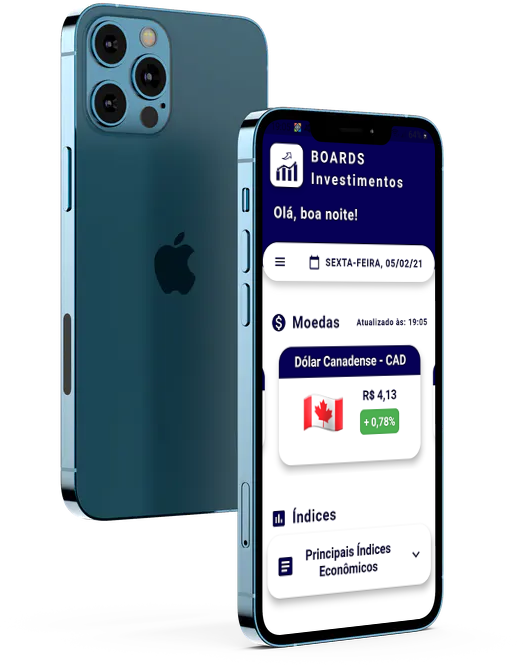 BOARDS
Investimentos
Olá, boa noite!
SEXTA-FEIRA, 05/02/21
Moedas
Atualizado às: 19:05
Dólar Canadense - CAD
R$ 4,13
+ 0,78%
Índices
Principais Índices
Econômicos